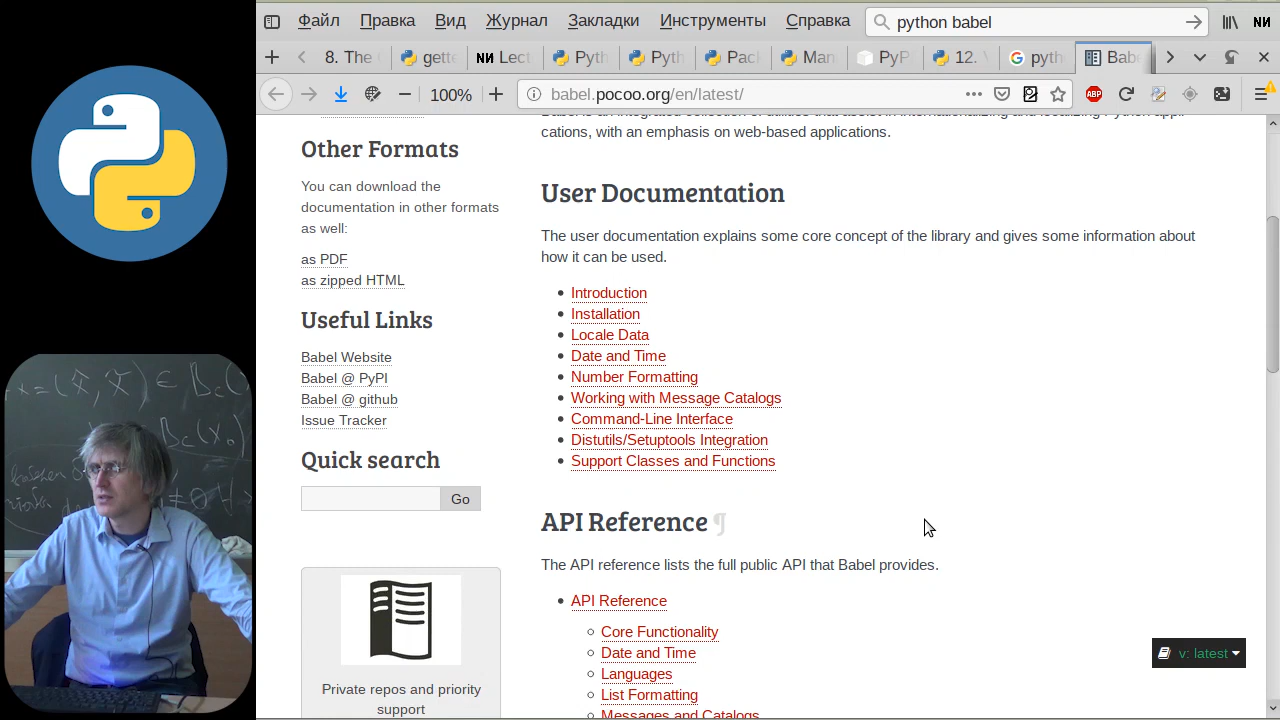 Файл Правка Вид Журнал Закладки Инструменты Справка python babel
8. The gette Lect Pyth Pyt Pac Man PyP 12. pyth Babe
100% babel.pocoo.org/en/latest/ ABP
cations, with an emphasis on web-based applications.
Other Formats
You can download the
documentation in other formats
as well:
as PDF
as zipped HTML
Useful Links
Babel Website
Babel @ PyPI
Babel @ github
Issue Tracker
Quick search
Go
Private repos and priority
support
User Documentation
The user documentation explains some core concept of the library and gives some information about
how it can be used.
Introduction
Installation
Locale Data
Date and Time
Number Formatting
Working with Message Catalogs
Command-Line Interface
Distutils/Setuptools Integration
Support Classes and Functions
API Reference ¶
The API reference lists the full public API that Babel provides.
API Reference
Core Functionality
Date and Time
Languages
List Formatting
Messages and Catalogs
v: latest